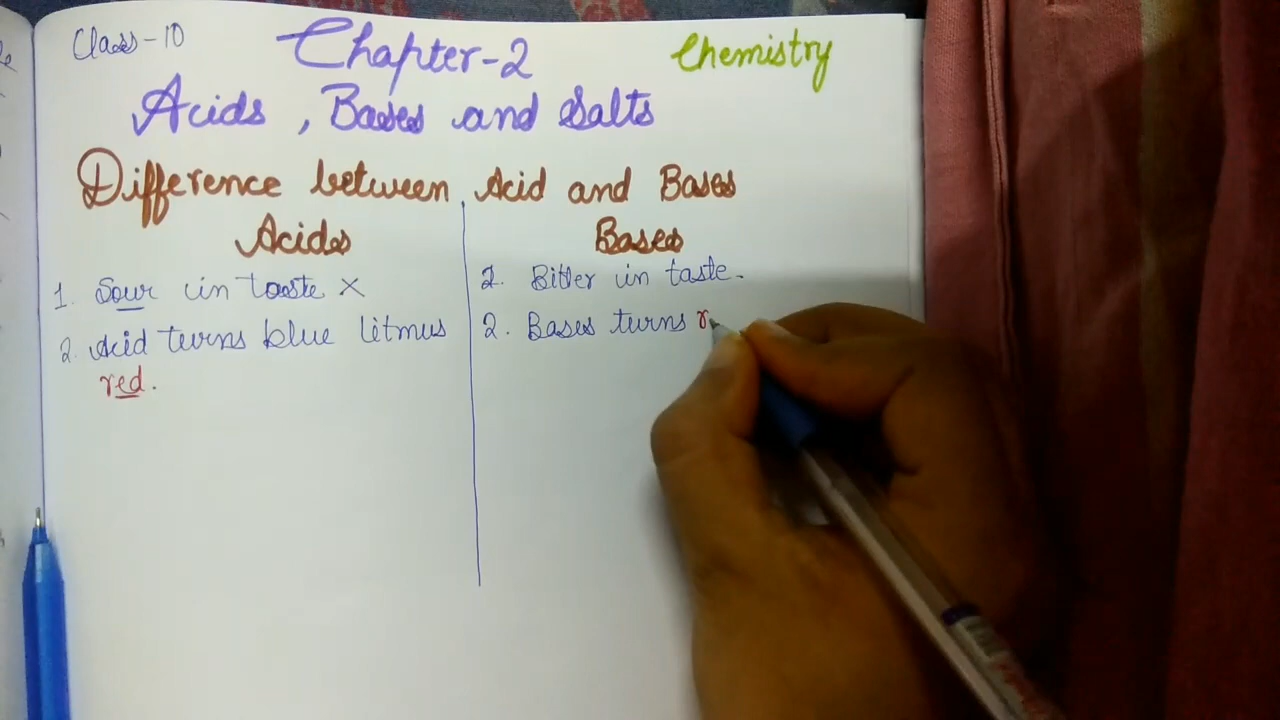 Class-10
Chapter-2
Chemistry
Acids, Bases and Salts
Difference between Acid and Bases
Acids
1. Sour in taste ×
2. Acid turns blue litmus
red.
Bases
2. Bitter in taste.
2. Bases turns r